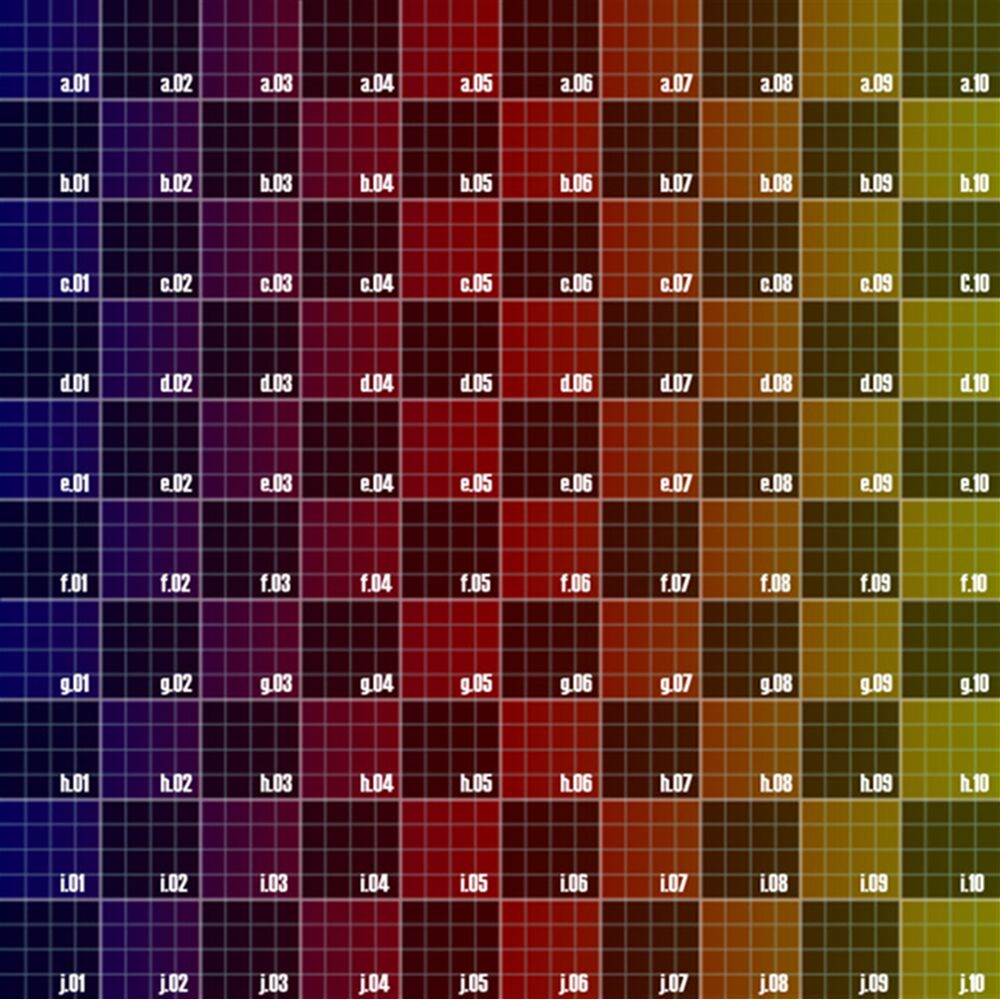 a.01 a.02 a.03 a.04 a.05 a.06 a.07 a.08 a.09 a.10
b.01 b.02 b.03 b.04 b.05 b.06 b.07 b.08 b.09 b.10
c.01 c.02 c.03 c.04 c.05 c.06 c.07 c.08 c.09 C.10
d.01 d.02 d.03 d.04 d.05 d.06 d.07 d.08 d.09 d.10
e.01 e.02 e.03 e.04 e.05 e.06 e.07 e.08 e.09 e.10
f.01 f.02 f.03 f.04 f.05 f.06 f.07 f.08 f.09 f.10
g.01 g.02 g.03 g.04 g.05 g.06 g.07 g.08 g.09 g.10
h.01 h.02 h.03 h.04 h.05 h.06 h.07 h.08 h.09 h.10
i.01 i.02 i.03 i.04 i.05 i.06 i.07 i.08 i.09 i.10
j.01 j.02 j.03 j.04 j.05 j.06 j.07 j.08 j.09 j.10